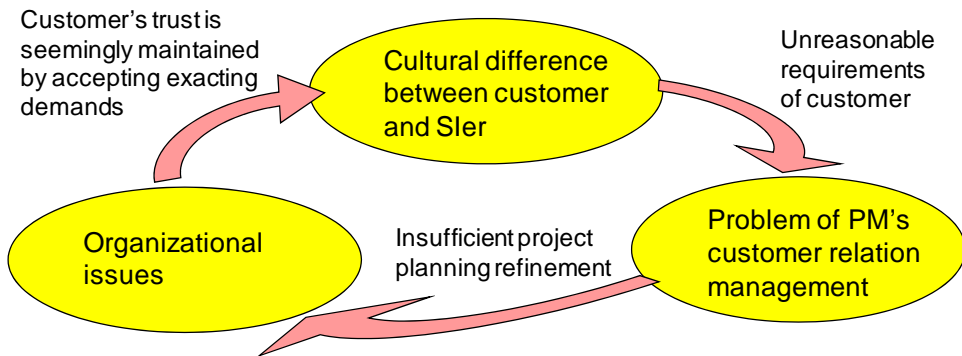 Customer's trust is
seemingly maintained
by accepting exacting
demands
Cultural difference
between customer
and SIer
Unreasonable
requirements
of customer
Organizational
issues
Insufficient project
planning refinement
Problem of PM's
customer relation
management